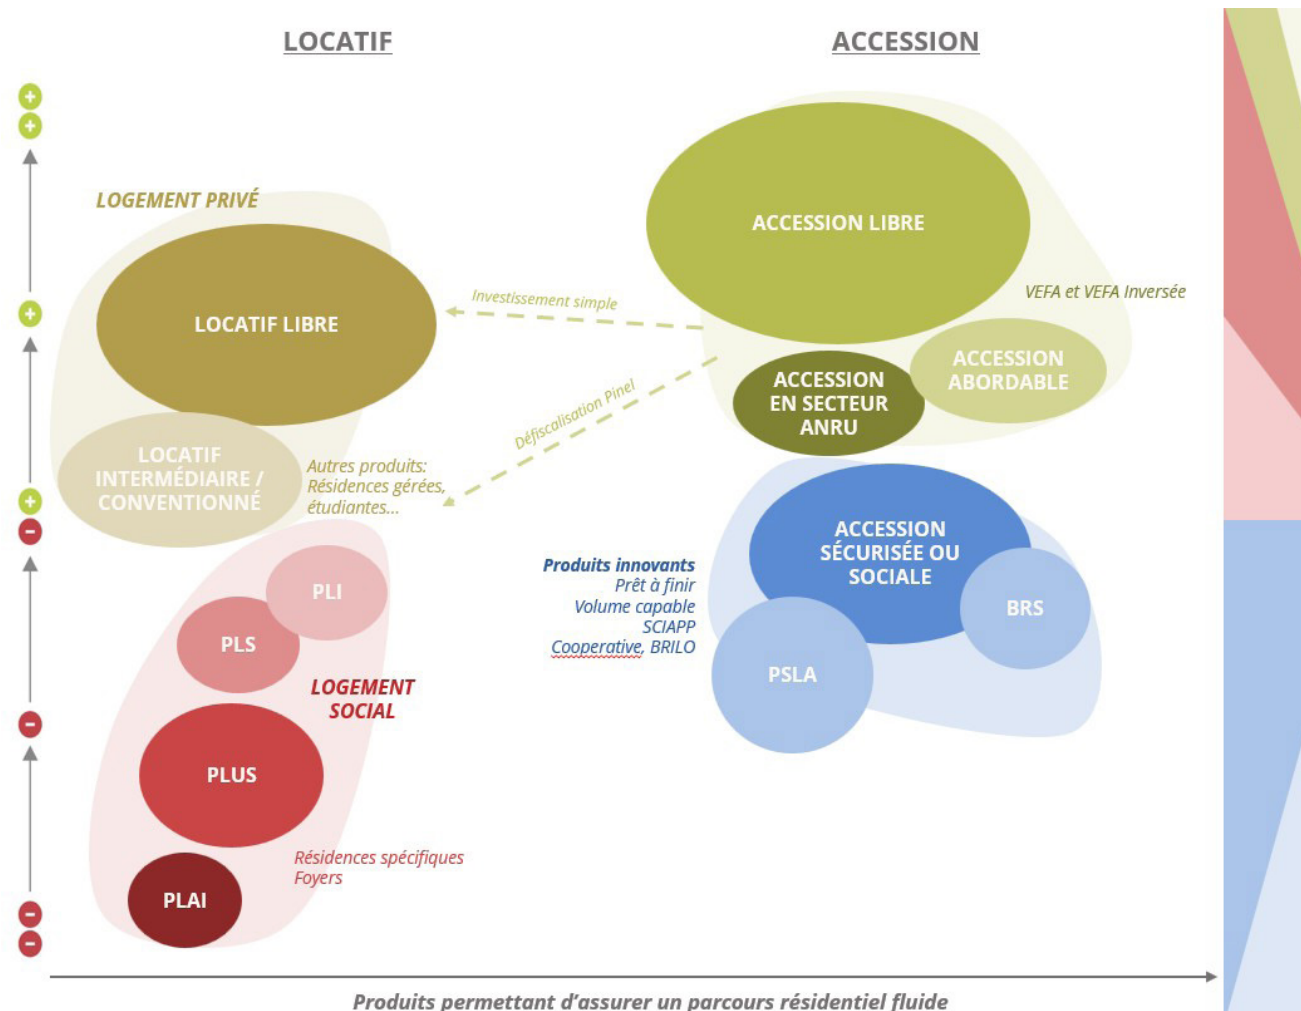 LOCATIF
ACCESSION
LOGEMENT PRIVÉ
ACCESSION LIBRE
VEFA et VEFA Inversée
Investissement simple
LOCATIF LIBRE
ACCESSION
ABORDABLE
ACCESSION
EN SECTEUR
ANRU
Défiscalisation Pinel
LOCATIF
INTERMÉDIAIRE /
CONVENTIONNÉ
Autres produits:
Résidences gérées,
étudiantes...
ACCESSION
SÉCURISÉE OU
SOCIALE
Produits innovants
Prêt à finir
Volume capable
SCIAPP
Cooperative, BRILO
PLI
BRS
PLS
PSLA
LOGEMENT
SOCIAL
PLUS
Résidences spécifiques
Foyers
PLAI
Produits permettant d'assurer un parcours résidentiel fluide